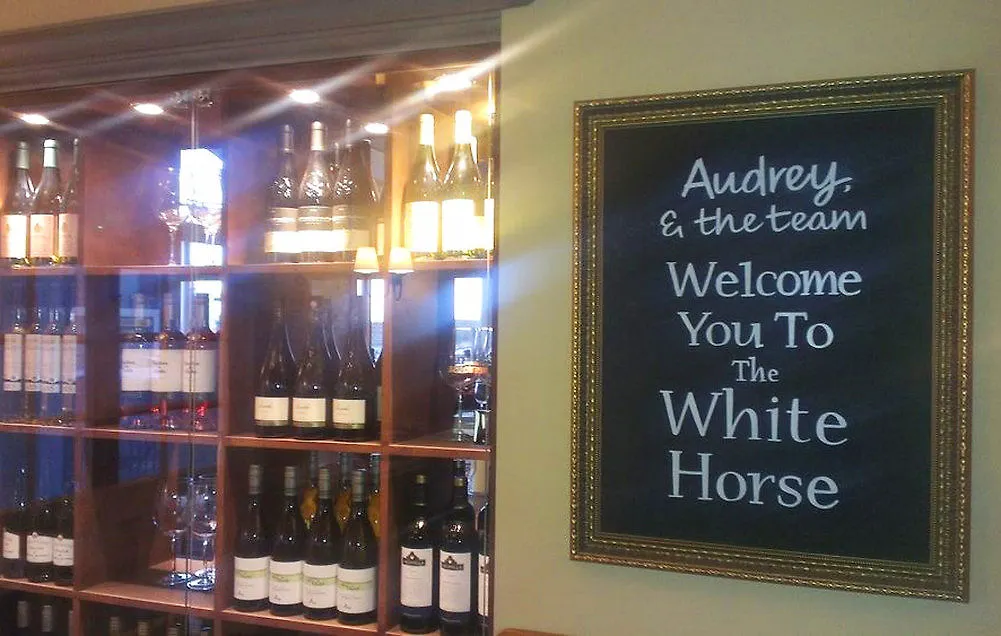 Audrey,
& the team
Welcome
You To
The
White
Horse